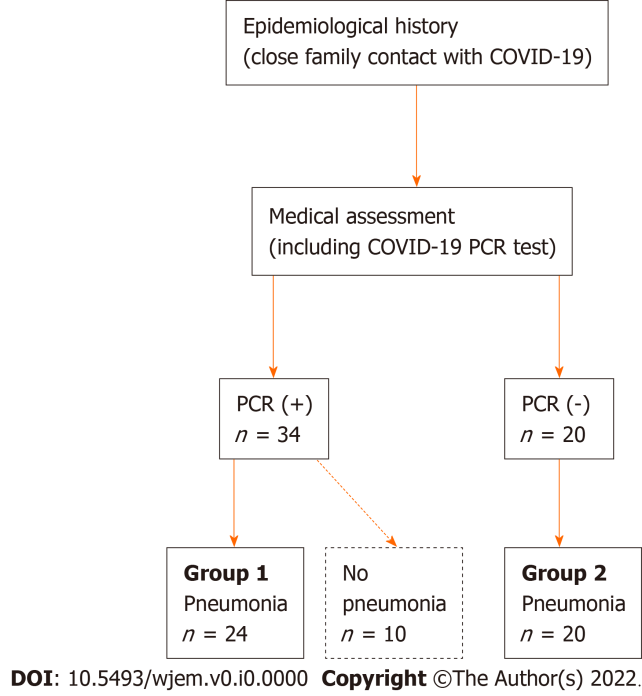 Epidemiological history
(close family contact with COVID-19)
Medical assessment
(including COVID-19 PCR test)
PCR (+)
n = 34
PCR (-)
n = 20
Group 1
Pneumonia
n = 24
No
pneumonia
n = 10
Group 2
Pneumonia
n = 20
DOI: 10.5493/wjem.v0.i0.0000 Copyright ©The Author(s) 2022.